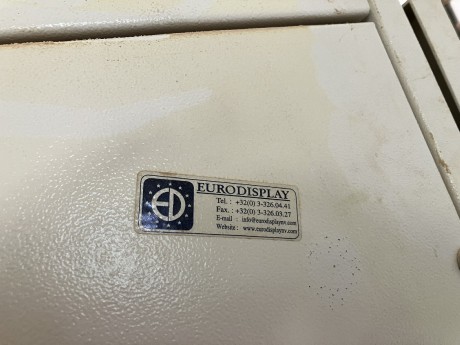 ED
EURODISPLAY
Tel. : +32(0) 3-326.04.41
Fax. : +32(0) 3-326.03.27
E-mail : info@eurodisplaynv.com
Website : www.eurodisplaynv.com